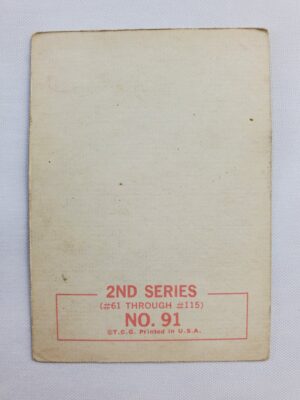 2ND SERIES
(#61 THROUGH #115)
NO. 91
©T.C.G. Printed in U.S.A.